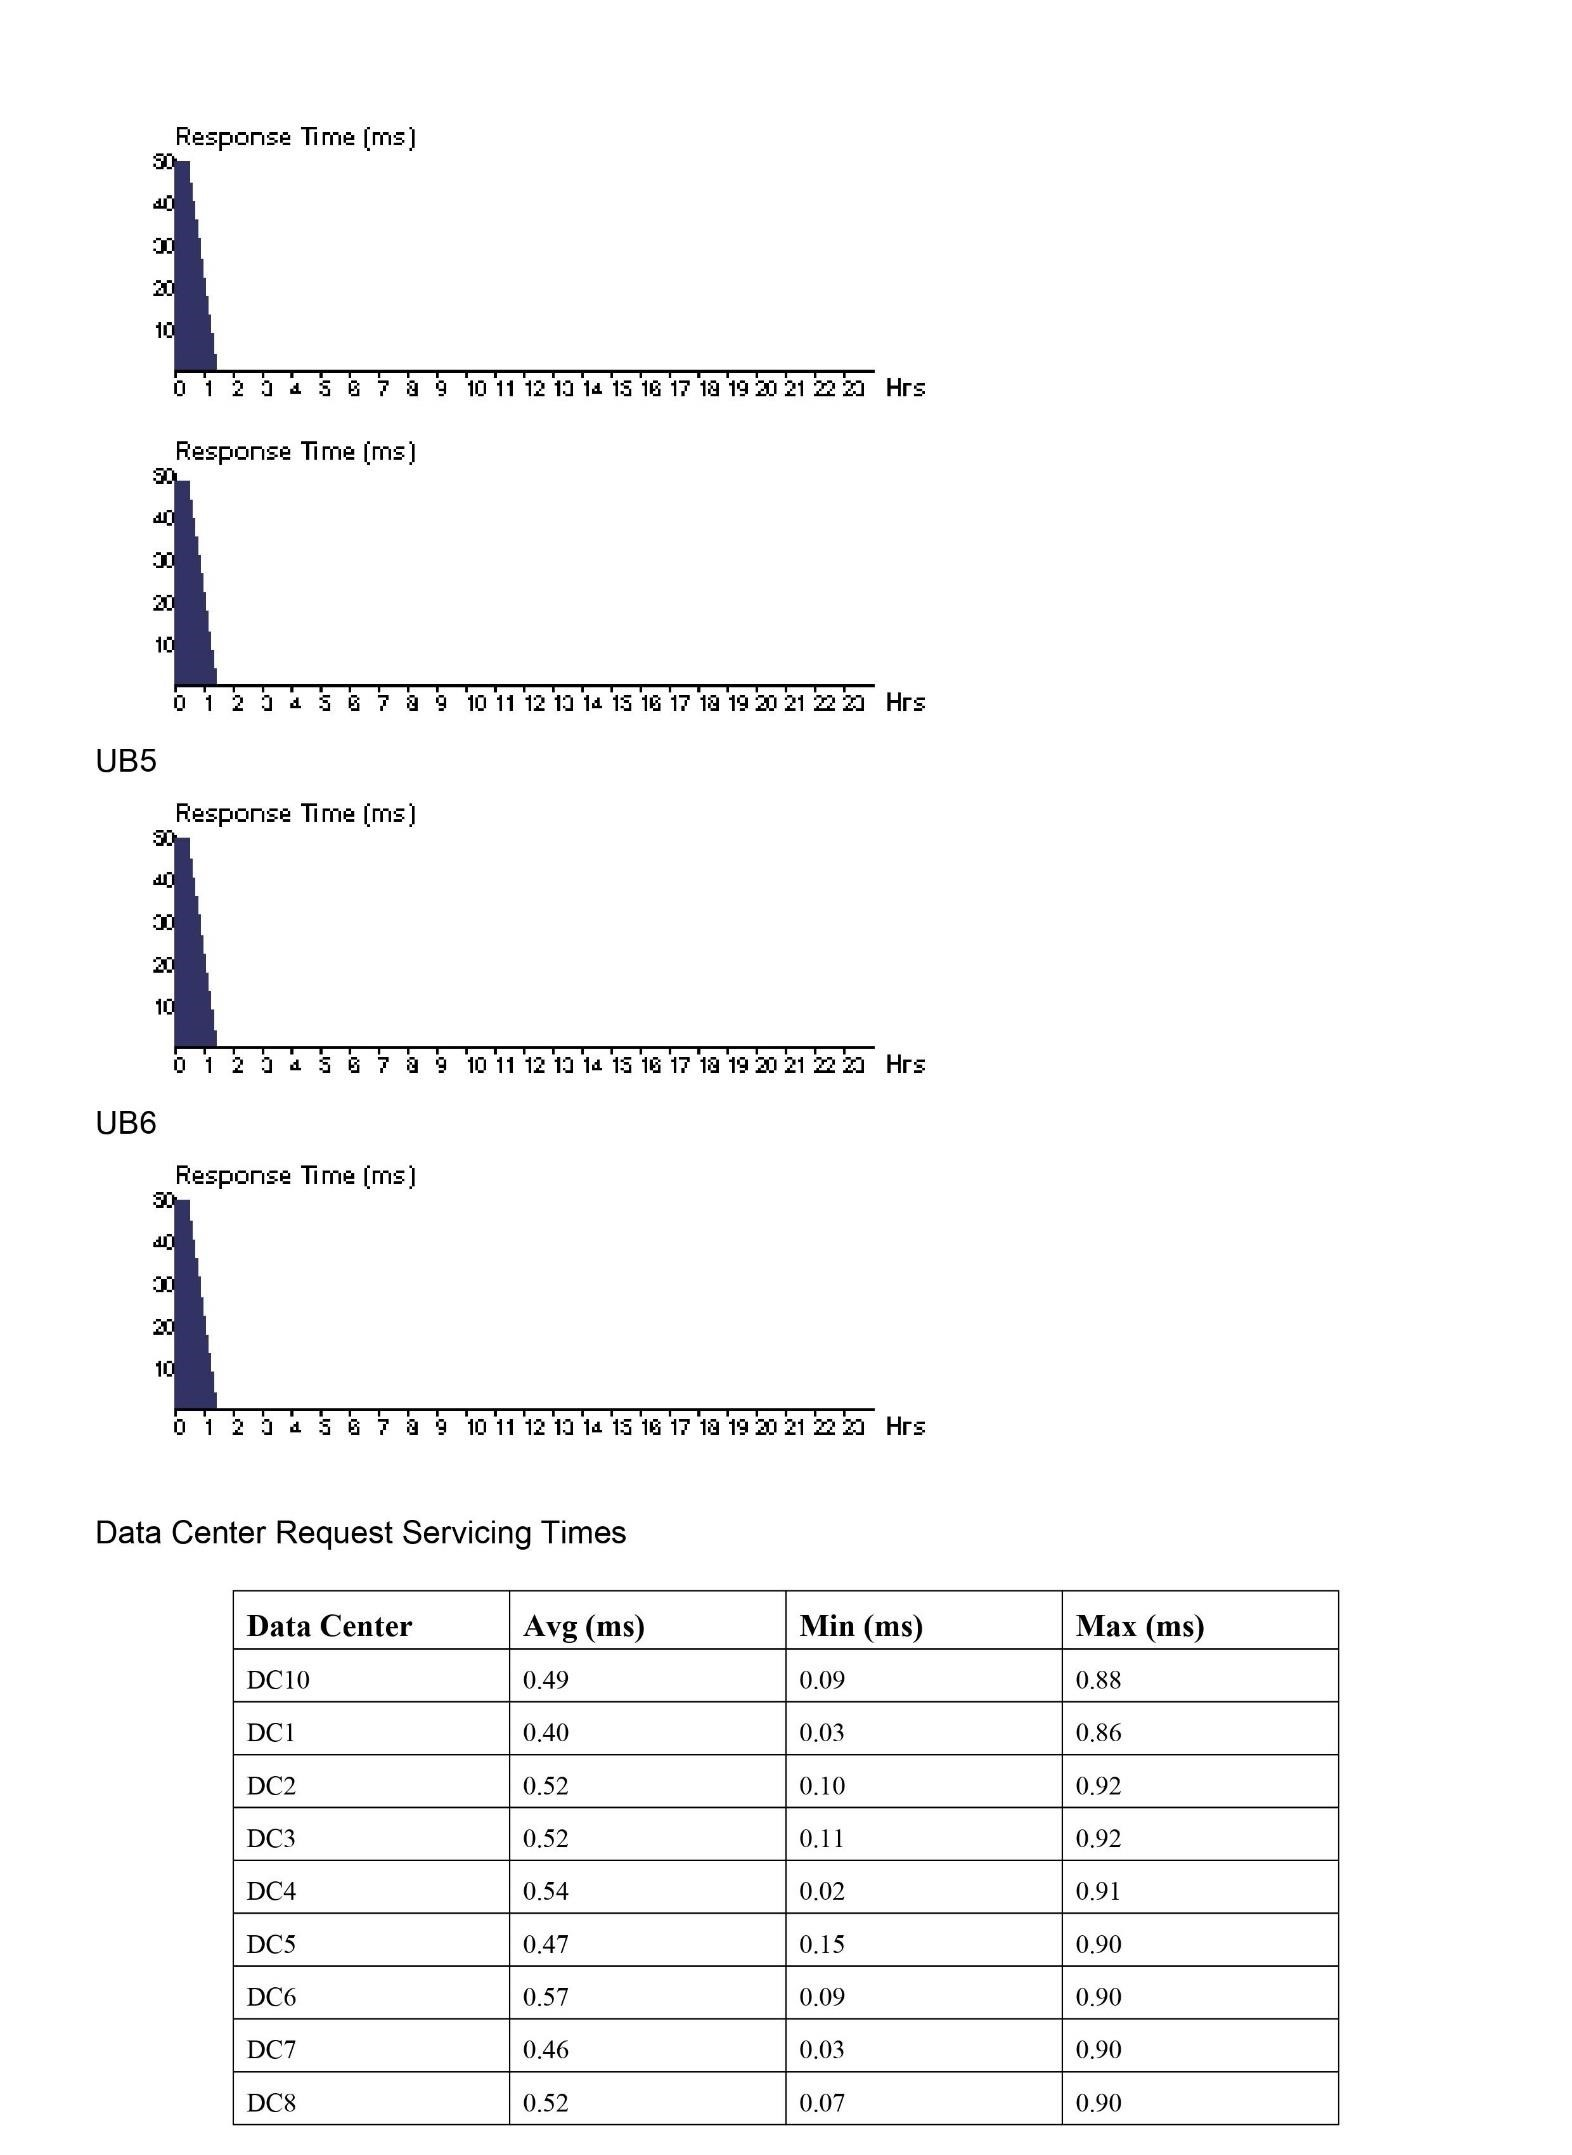 Response Time (ms)
50
40
30
20
10
0 1 2 3 4 5 6 7 8 9 10 11 12 13 14 15 16 17 18 19 20 21 22 23 Hrs
Response Time (ms)
50
40
30
20
10
0 1 2 3 4 5 6 7 8 9 10 11 12 13 14 15 16 17 18 19 20 21 22 23 Hrs
UB5
Response Time (ms)
50
40
30
20
10
0 1 2 3 4 5 6 7 8 9 10 11 12 13 14 15 16 17 18 19 20 21 22 23 Hrs
UB6
Response Time (ms)
50
40
30
20
10
0 1 2 3 4 5 6 7 8 9 10 11 12 13 14 15 16 17 18 19 20 21 22 23 Hrs
Data Center Request Servicing Times
Data Center Avg (ms) Min (ms) Max (ms)
DC10 0.49 0.09 0.88
DC1 0.40 0.03 0.86
DC2 0.52 0.10 0.92
DC3 0.52 0.11 0.92
DC4 0.54 0.02 0.91
DC5 0.47 0.15 0.90
DC6 0.57 0.09 0.90
DC7 0.46 0.03 0.90
DC8 0.52 0.07 0.90